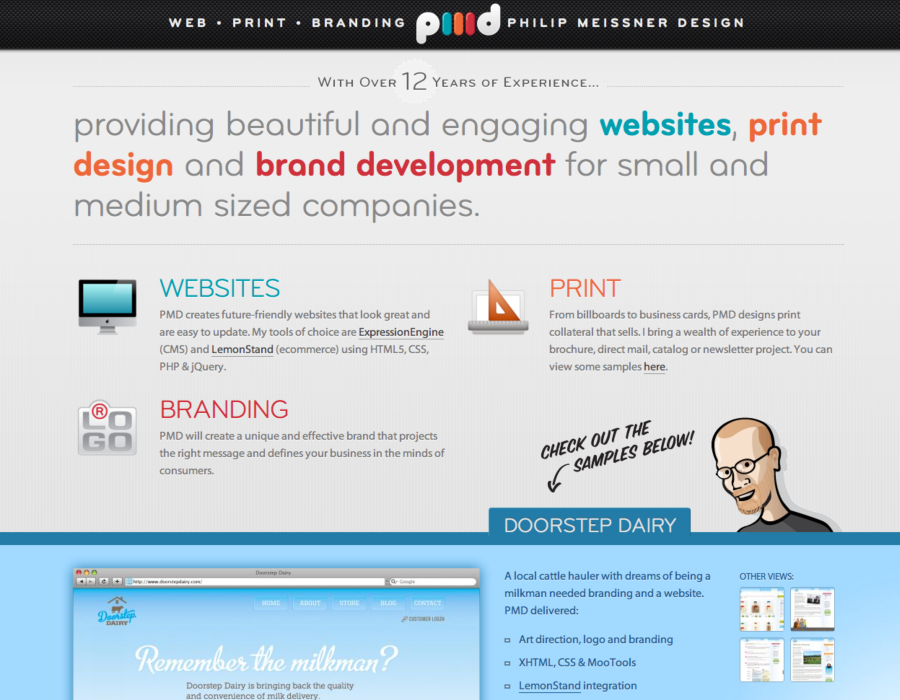 WEB • PRINT • BRANDING pmd PHILIP MEISSNER DESIGN
With Over 12 Years of Experience...
providing beautiful and engaging websites, print
design and brand development for small and
medium sized companies.
WEBSITES
PMD creates future-friendly websites that look great and
are easy to update. My tools of choice are ExpressionEngine
(CMS) and LemonStand (ecommerce) using HTML5, CSS,
PHP & jQuery.
PRINT
From billboards to business cards, PMD designs print
collateral that sells. I bring a wealth of experience to your
brochure, direct mail, catalog or newsletter project. You can
view some samples here.
LO
GO
®
BRANDING
PMD will create a unique and effective brand that projects
the right message and defines your business in the minds of
consumers.
CHECK OUT THE
SAMPLES BELOW!
DOORSTEP DAIRY
Doorstep Dairy
http://www.doorstepdairy.com/
Google
Doorstep
DAIRY
HOME ABOUT STORE BLOG CONTACT
CUSTOMER LOGIN
Remember the milkman?
Doorstep Dairy is bringing back the quality
and convenience of milk delivery.
A local cattle hauler with dreams of being a
milkman needed branding and a website.
PMD delivered:
Art direction, logo and branding
XHTML, CSS & MooTools
LemonStand integration
OTHER VIEWS: